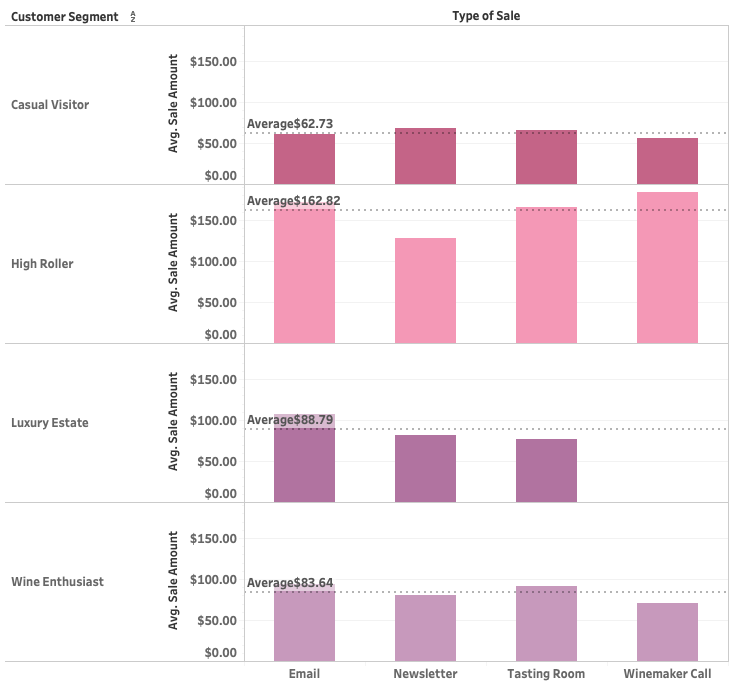 Customer Segment
Type of Sale
Casual Visitor
Avg. Sale Amount
$150.00
$100.00
$50.00
$0.00
Average$62.73
High Roller
Avg. Sale Amount
$150.00
$100.00
$50.00
$0.00
Average$162.82
Luxury Estate
Avg. Sale Amount
$150.00
$100.00
$50.00
$0.00
Average$88.79
Wine Enthusiast
Avg. Sale Amount
$150.00
$100.00
$50.00
$0.00
Average$83.64
Email
Newsletter
Tasting Room
Winemaker Call